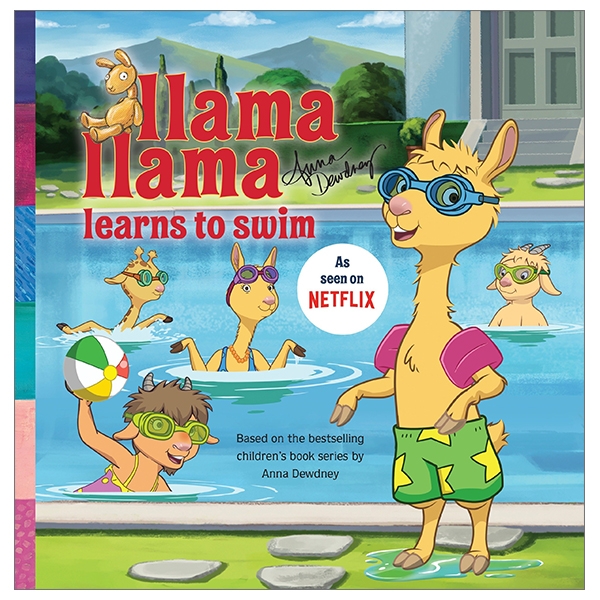 llama
llama
Anna
Dewdney
learns to swim
As
seen on
NETFLIX
Based on the bestselling
children's book series by
Anna Dewdney